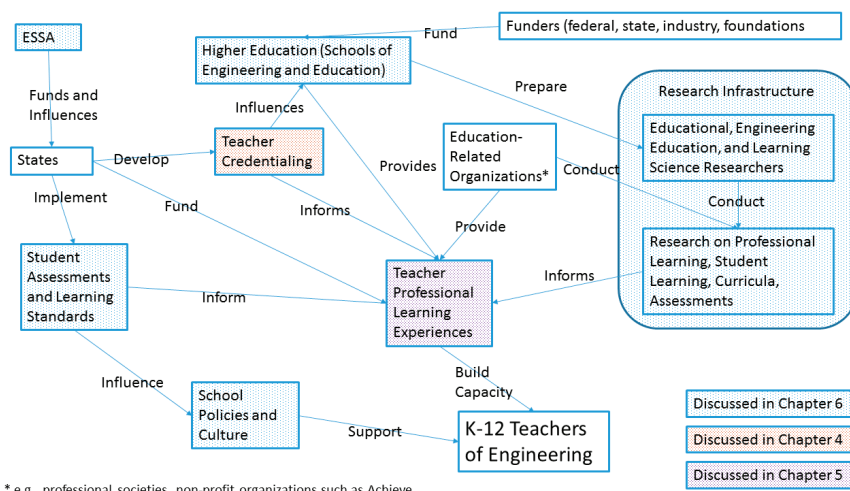 ESSA
Funders (federal, state, industry, foundations
Fund
Higher Education (Schools of
Engineering and Education)
Funds and
Influences
Prepare
Research Infrastructure
Influences
States
Develop
Teacher
Credentialing
Provides
Education-
Related
Organizations*
Conduct
Educational, Engineering
Education, and Learning
Science Researchers
Implement
Fund
Informs
Provide
Conduct
Student
Assessments
and Learning
Standards
Inform
Teacher
Professional
Learning
Experiences
Informs
Research on Professional
Learning, Student
Learning, Curricula,
Assessments
Influence
School
Policies and
Culture
Support
Build
Capacity
K-12 Teachers
of Engineering
Discussed in Chapter 6
Discussed in Chapter 4
Discussed in Chapter 5
* e.g., professional societies, non-profit organizations such as Achieve